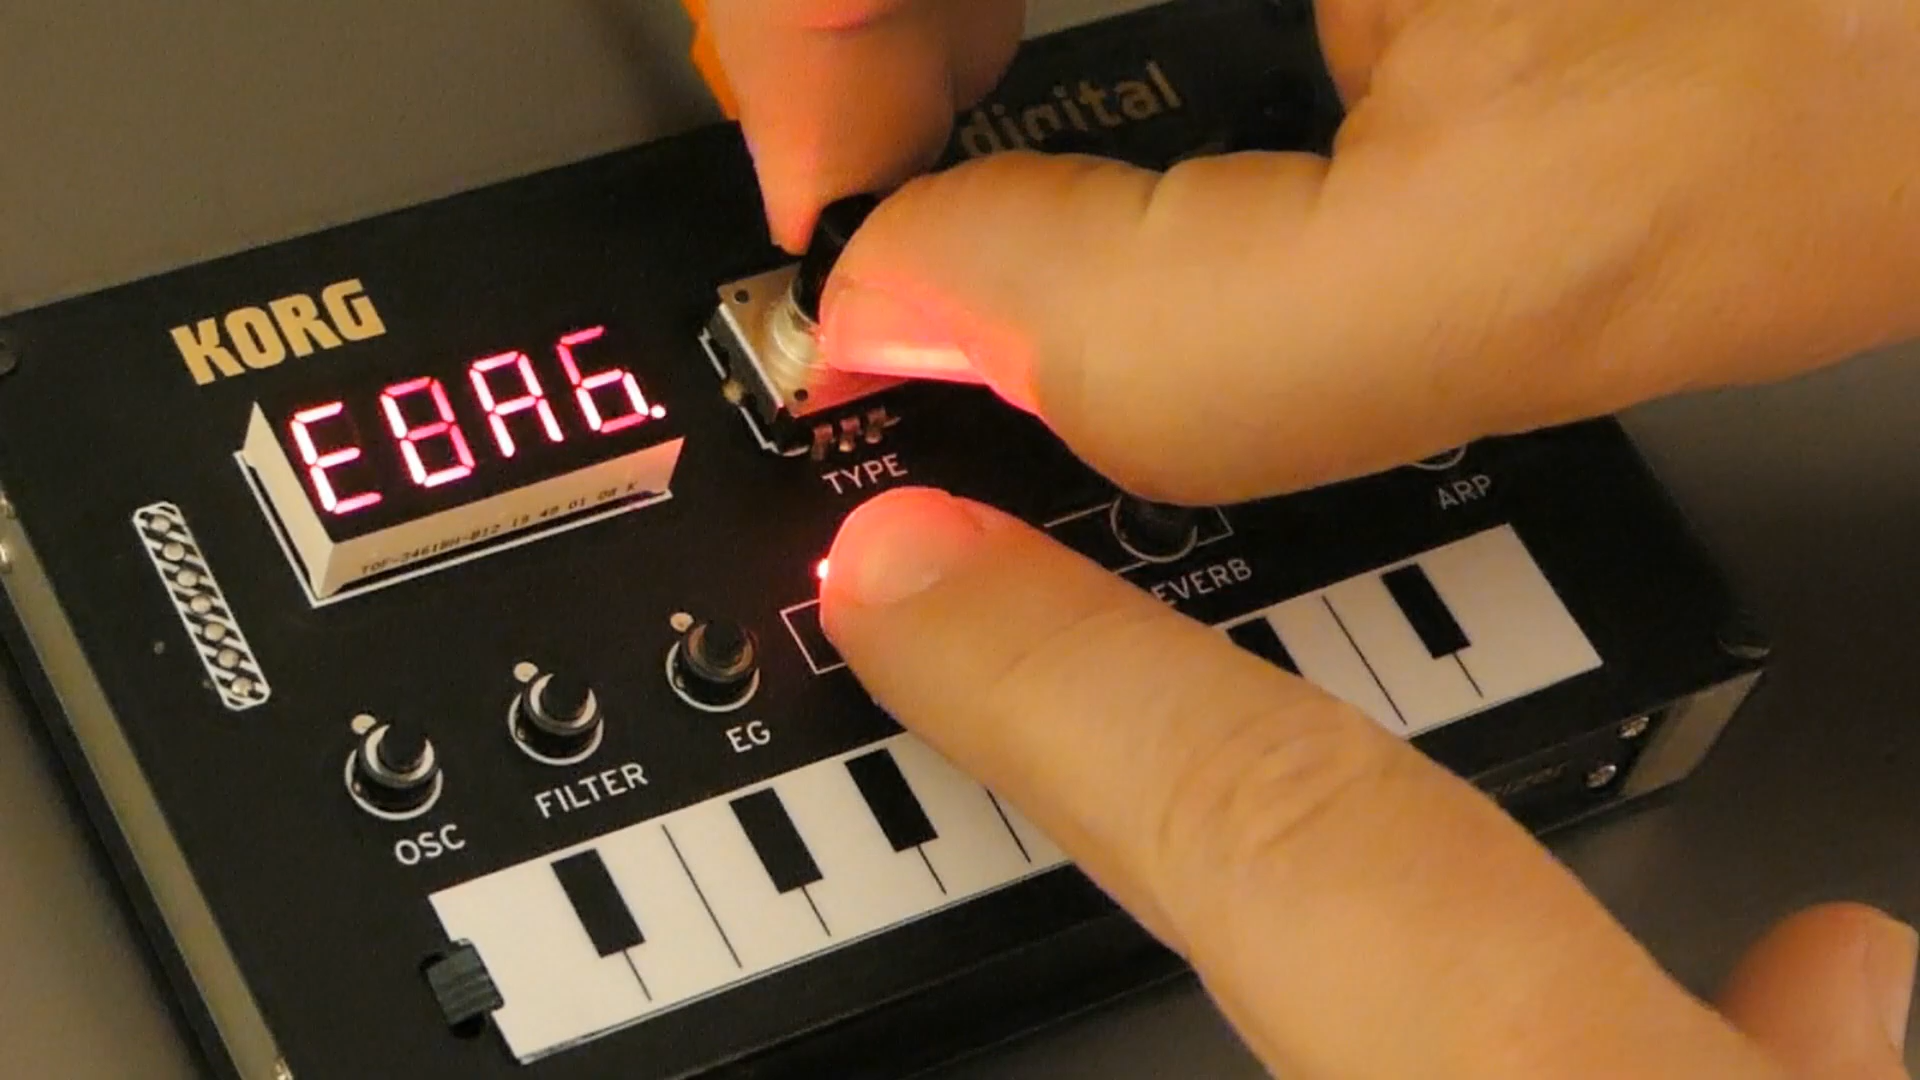 digital
KORG
E8A6.
TYPE
ARP
EVERB
EG
FILTER
OSC